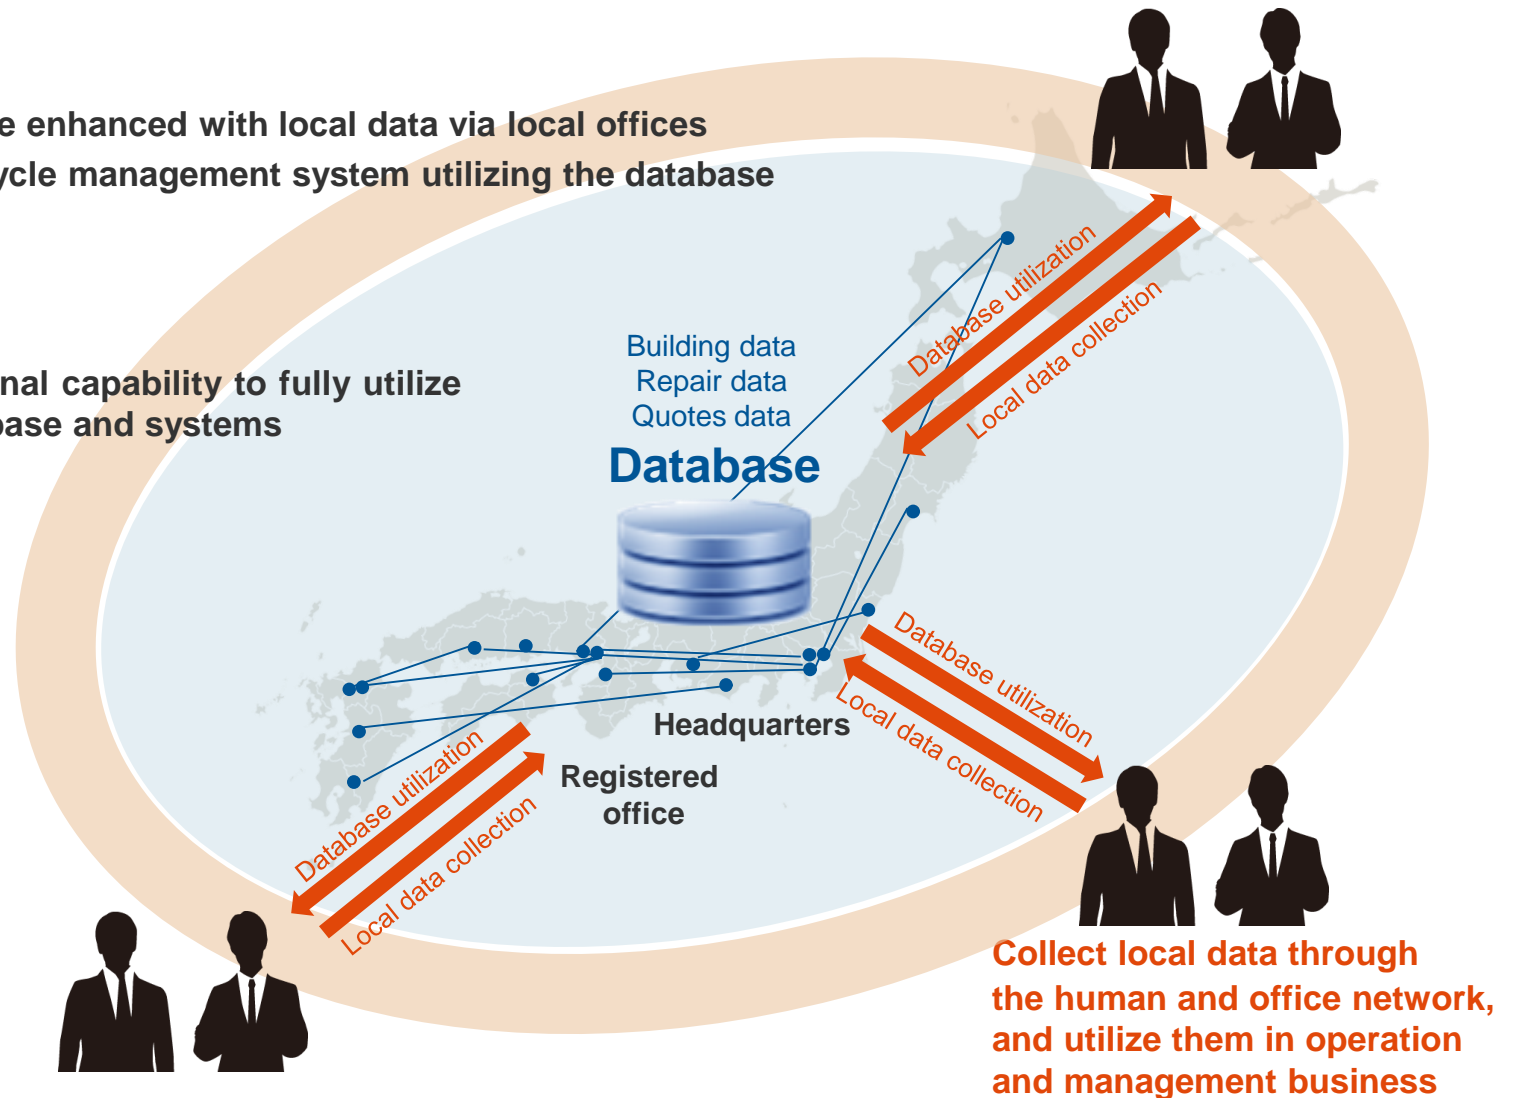 e enhanced with local data via local offices
ycle management system utilizing the database
nal capability to fully utilize
base and systems
Building data
Repair data
Quotes data
Database
Database utilization
Local data collection
Database utilization
Local data collection
Headquarters
Registered
office
Database utilization
Local data collection
Collect local data through
the human and office network,
and utilize them in operation
and management business